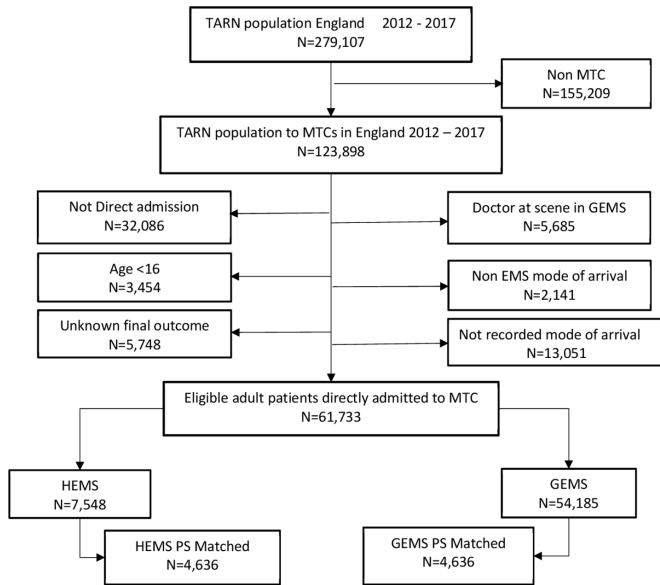 TARN population England 2012 - 2017
N=279,107
Non MTC
N=155,209
TARN population to MTCs in England 2012 – 2017
N=123,898
Not Direct admission
N=32,086
Doctor at scene in GEMS
N=5,685
Age <16
N=3,454
Non EMS mode of arrival
N=2,141
Unknown final outcome
N=5,748
Not recorded mode of arrival
N=13,051
Eligible adult patients directly admitted to MTC
N=61,733
HEMS
N=7,548
GEMS
N=54,185
HEMS PS Matched
N=4,636
GEMS PS Matched
N=4,636